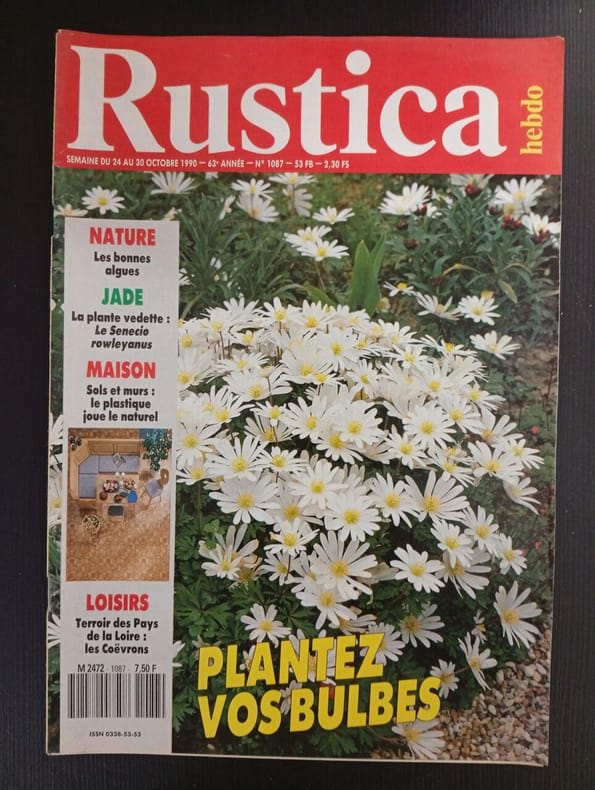 Rustica
hebdo
SEMAINE DU 24 AU 30 OCTOBRE 1990 — 63e ANNÉE — N° 1087 — 53 FB — 2,30 FS
NATURE
Les bonnes
algues
JADE
La plante vedette :
Le Senecio
rowleyanus
MAISON
Sols et murs :
le plastique
joue le naturel
LOISIRS
Terroir des Pays
de la Loire :
les Coëvrons
M 2472 - 1087 - 7,50 F
ISSN 0338-53-53
PLANTEZ
VOS BULBES